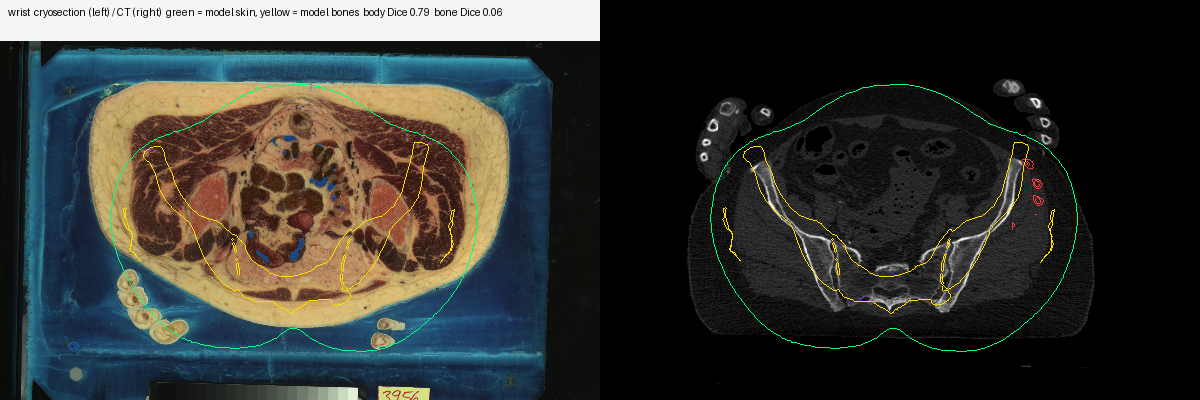 wrist cryosection (left) / CT (right) green = model skin, yellow = model bones body Dice 0.79 bone Dice 0.06
3956